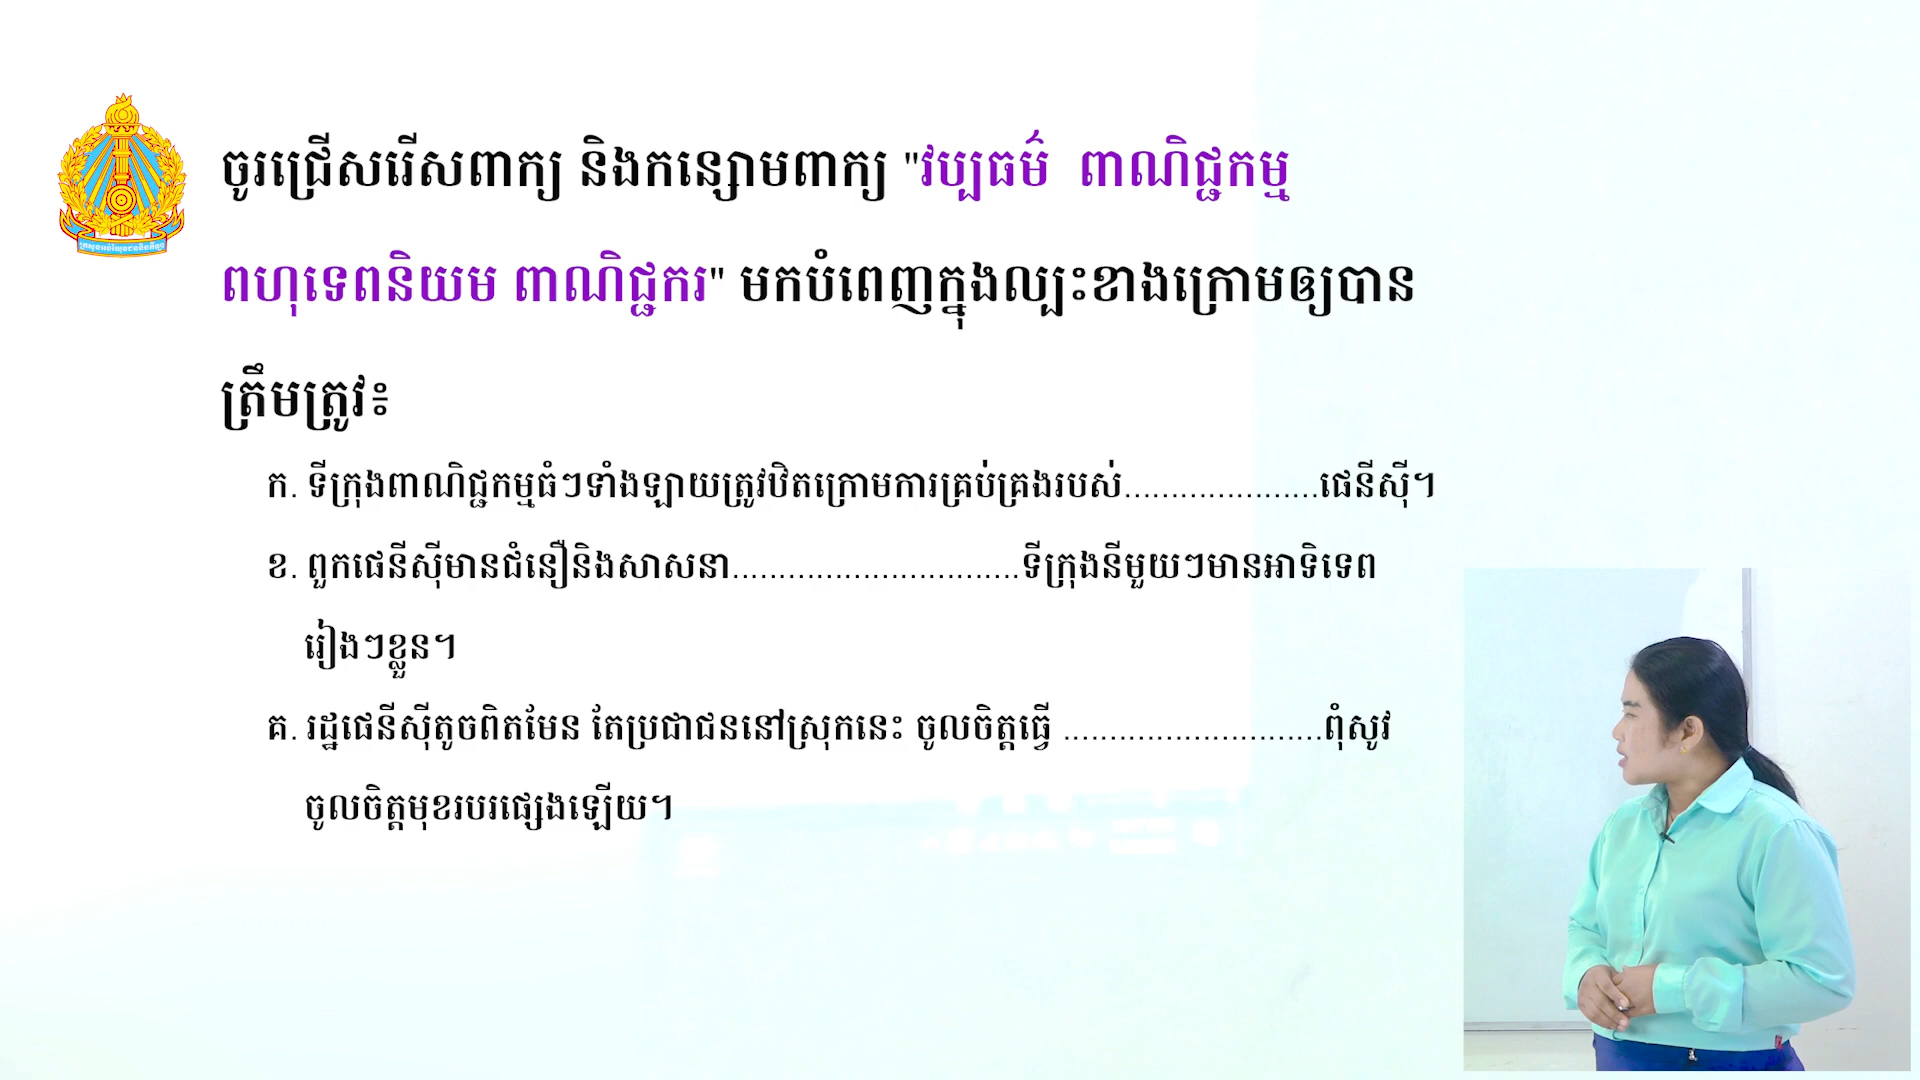 ចូរជ្រើសរើសពាក្យ និងកន្សោមពាក្យ "វប្បធម៌ ពាណិជ្ជកម្ម
ពហុទេពនិយម ពាណិជ្ជករ" មកបំពេញក្នុងល្បះខាងក្រោមឲ្យបាន
ត្រឹមត្រូវ៖
ក. ទីក្រុងពាណិជ្ជកម្មធំៗទាំងឡាយត្រូវឋិតក្រោមការគ្រប់គ្រងរបស់.....................ផេនីស៊ី។
ខ. ពួកផេនីស៊ីមានជំនឿនិងសាសនា...............................ទីក្រុងនីមួយៗមានអាទិទេព
រៀងៗខ្លួន។
គ. រដ្ឋផេនីស៊ីតូចពិតមែន តែប្រជាជននៅស្រុកនេះ ចូលចិត្តធ្វើ ............................ពុំសូវ
ចូលចិត្តមុខរបរផ្សេងឡើយ។